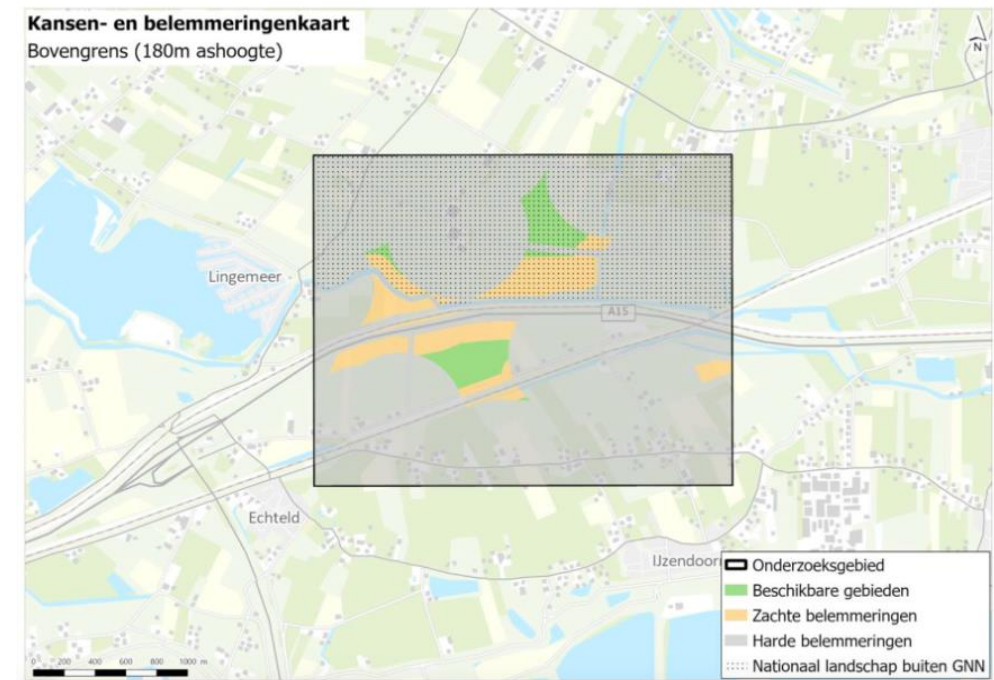 Kansen- en belemmeringenkaart
Bovengrens (180m ashoogte)
N
Lingemeer
A15
Echteld
IJzendoorn
Onderzoeksgebied
Beschikbare gebieden
Zachte belemmeringen
Harde belemmeringen
Nationaal landschap buiten GNN
0 200 400 600 800 1000 m